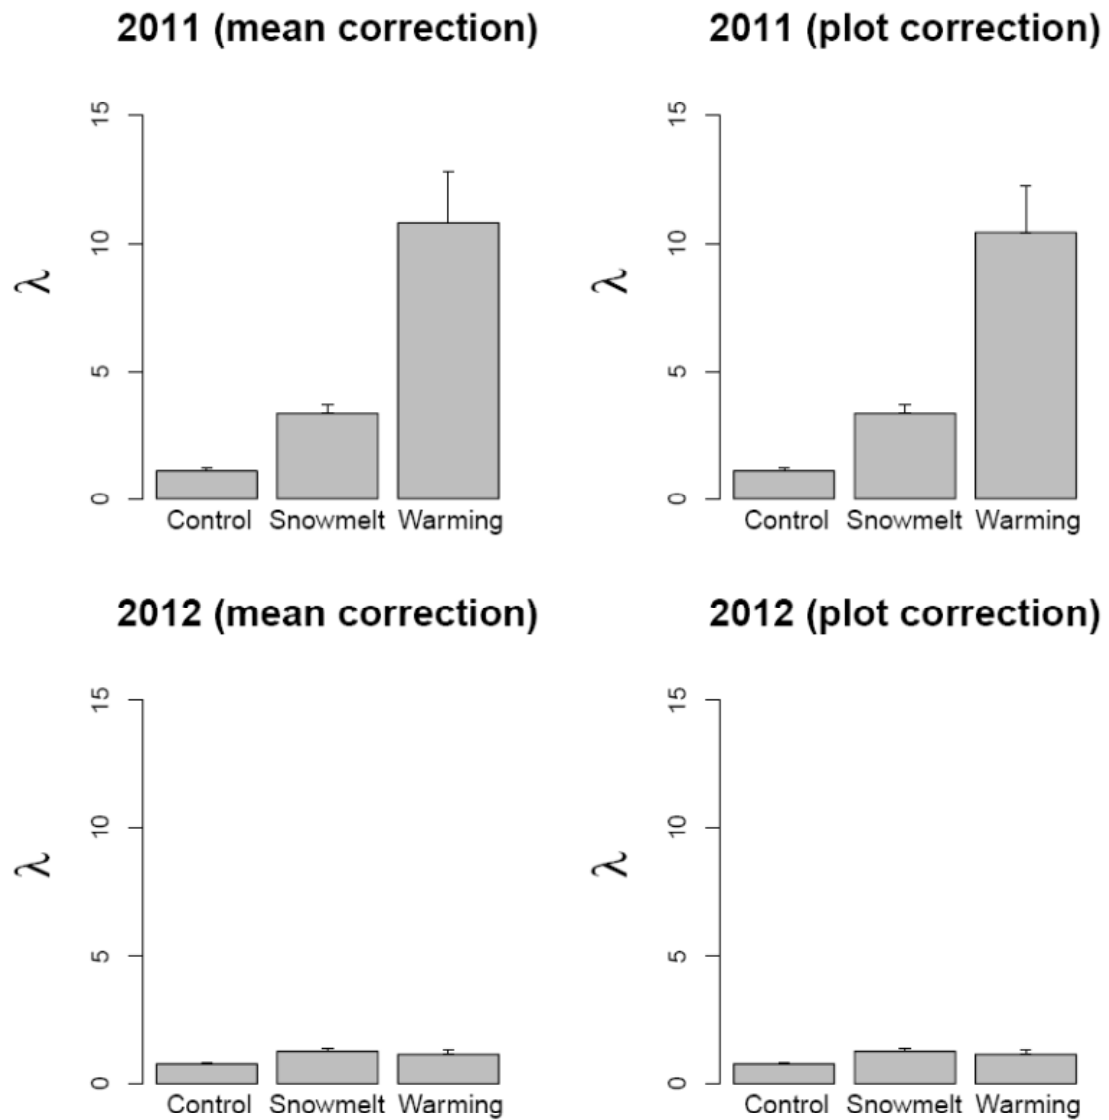 2011 (mean correction)
15
10
5
0
λ
Control Snowmelt Warming
2011 (plot correction)
15
10
5
0
λ
Control Snowmelt Warming
2012 (mean correction)
15
10
5
0
λ
Control Snowmelt Warming
2012 (plot correction)
15
10
5
0
λ
Control Snowmelt Warming